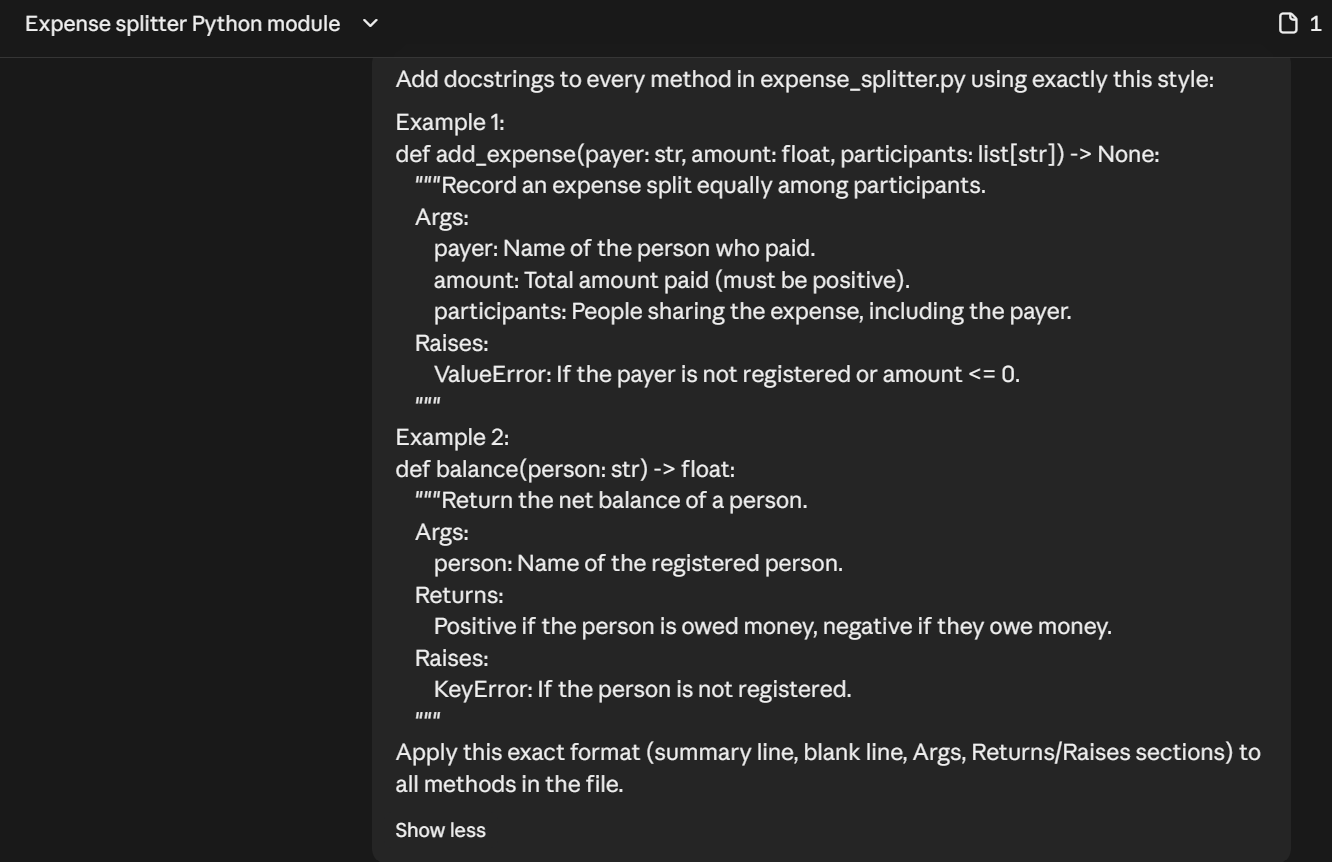 Expense splitter Python module
1
Add docstrings to every method in expense_splitter.py using exactly this style:
Example 1:
def add_expense(payer: str, amount: float, participants: list[str]) -> None:
"""Record an expense split equally among participants.
Args:
payer: Name of the person who paid.
amount: Total amount paid (must be positive).
participants: People sharing the expense, including the payer.
Raises:
ValueError: If the payer is not registered or amount <= 0.
"""
Example 2:
def balance(person: str) -> float:
"""Return the net balance of a person.
Args:
person: Name of the registered person.
Returns:
Positive if the person is owed money, negative if they owe money.
Raises:
KeyError: If the person is not registered.
"""
Apply this exact format (summary line, blank line, Args, Returns/Raises sections) to
all methods in the file.
Show less